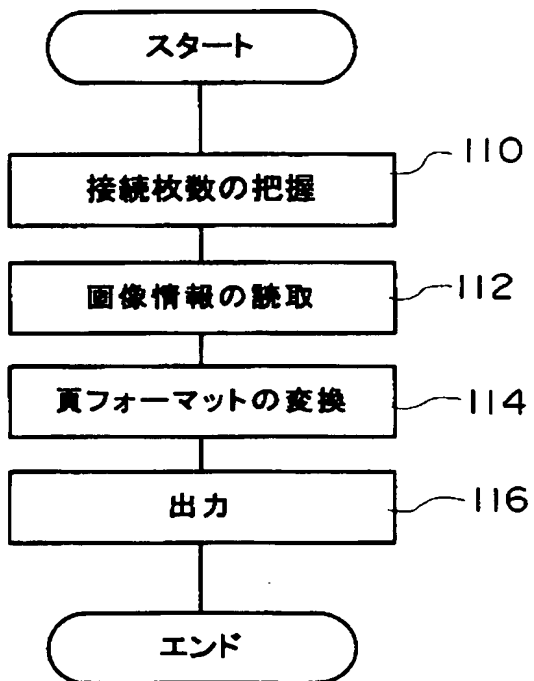 スタート
接続枚数の把握
110
画像情報の読取
112
頁フォーマットの変換
114
出力
116
エンド